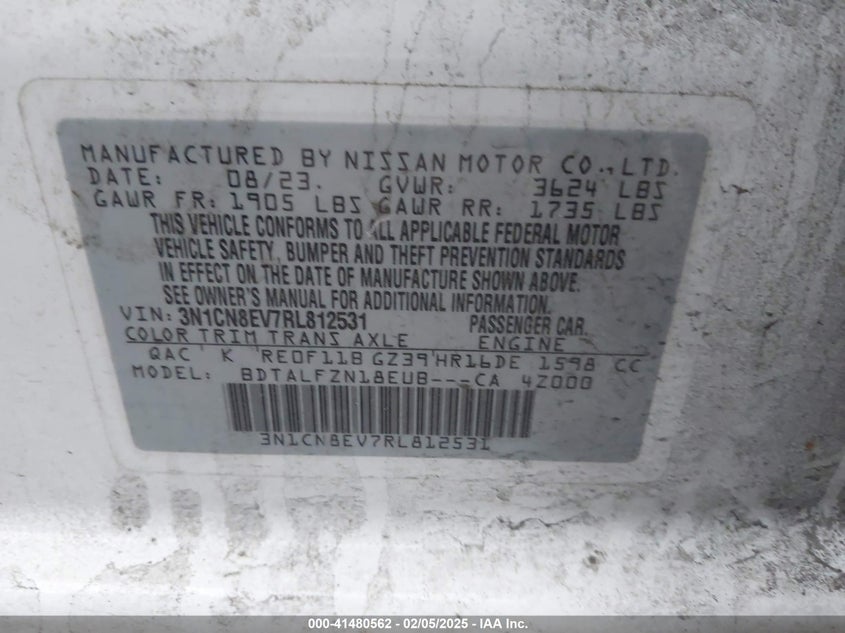 MANUFACTURED BY NISSAN MOTOR CO., LTD.
DATE: 08/23. GVWR: 3624 LBS
GAWR FR: 1905 LBS GAWR RR: 1735 LBS
THIS VEHICLE CONFORMS TO ALL APPLICABLE FEDERAL MOTOR
VEHICLE SAFETY, BUMPER AND THEFT PREVENTION STANDARDS
IN EFFECT ON THE DATE OF MANUFACTURE SHOWN ABOVE.
SEE OWNER'S MANUAL FOR ADDITIONAL INFORMATION
VIN: 3N1CN8EV7RL812531 PASSENGER CAR.
COLOR TRIM TRANS AXLE ENGINE
QAC K RE0F11B GZ39 HR16DE 1598 CC
MODEL: BDTALFZN18EUB---CA 4Z000
3N1CN8EV7RL812531
000-41480562 - 02/05/2025 - IAA Inc.